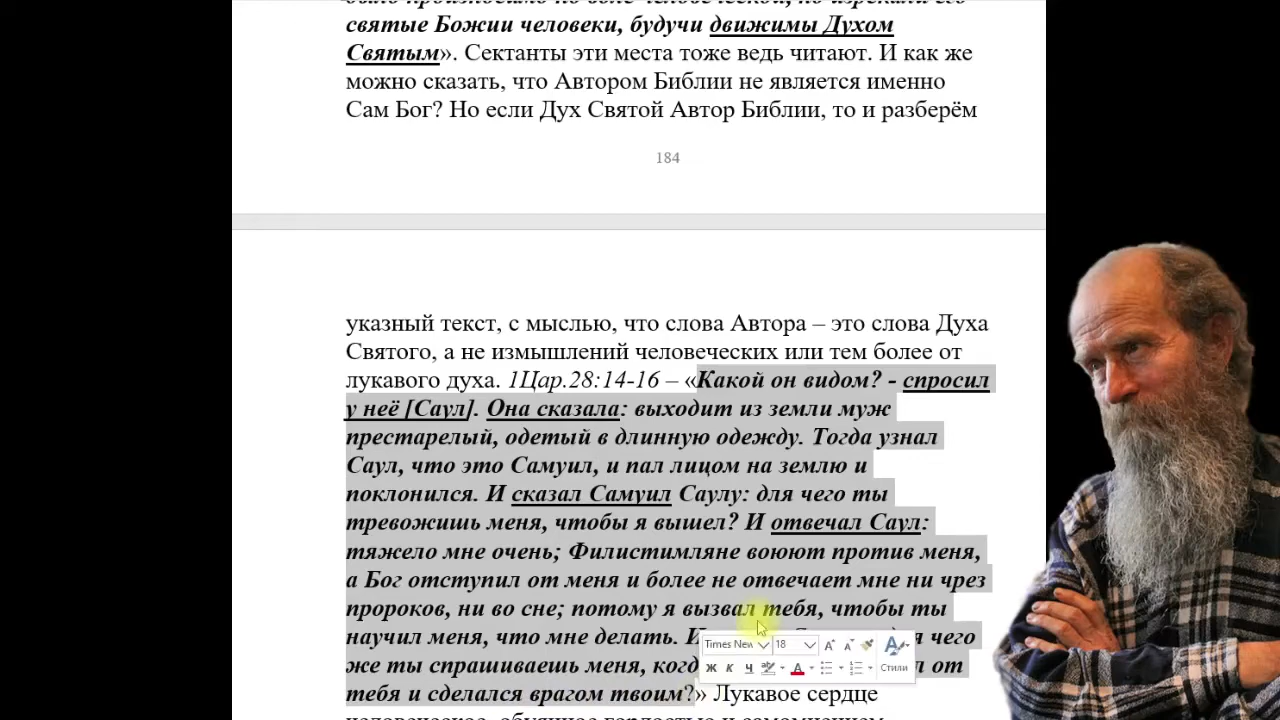 святые Божии человеки, будучи движимы Духом
Святым». Сектанты эти места тоже ведь читают. И как же
можно сказать, что Автором Библии не является именно
Сам Бог? Но если Дух Святой Автор Библии, то и разберём
184
указный текст, с мыслью, что слова Автора – это слова Духа
Святого, а не измышлений человеческих или тем более от
лукавого духа. 1Цар.28:14-16 – «Какой он видом? - спросил
у неё [Саул]. Она сказала: выходит из земли муж
престарелый, одетый в длинную одежду. Тогда узнал
Саул, что это Самуил, и пал лицом на землю и
поклонился. И сказал Самуил Саулу: для чего ты
тревожишь меня, чтобы я вышел? И отвечал Саул:
тяжело мне очень; Филистимляне воюют против меня,
а Бог отступил от меня и более не отвечает мне ни чрез
пророков, ни во сне; потому я вызвал тебя, чтобы ты
научил меня, что мне делать. И чего
же ты спрашиваешь меня, от
тебя и сделался врагом твоим?» Лукавое сердце
Times New 18
Ж К Ч Стили